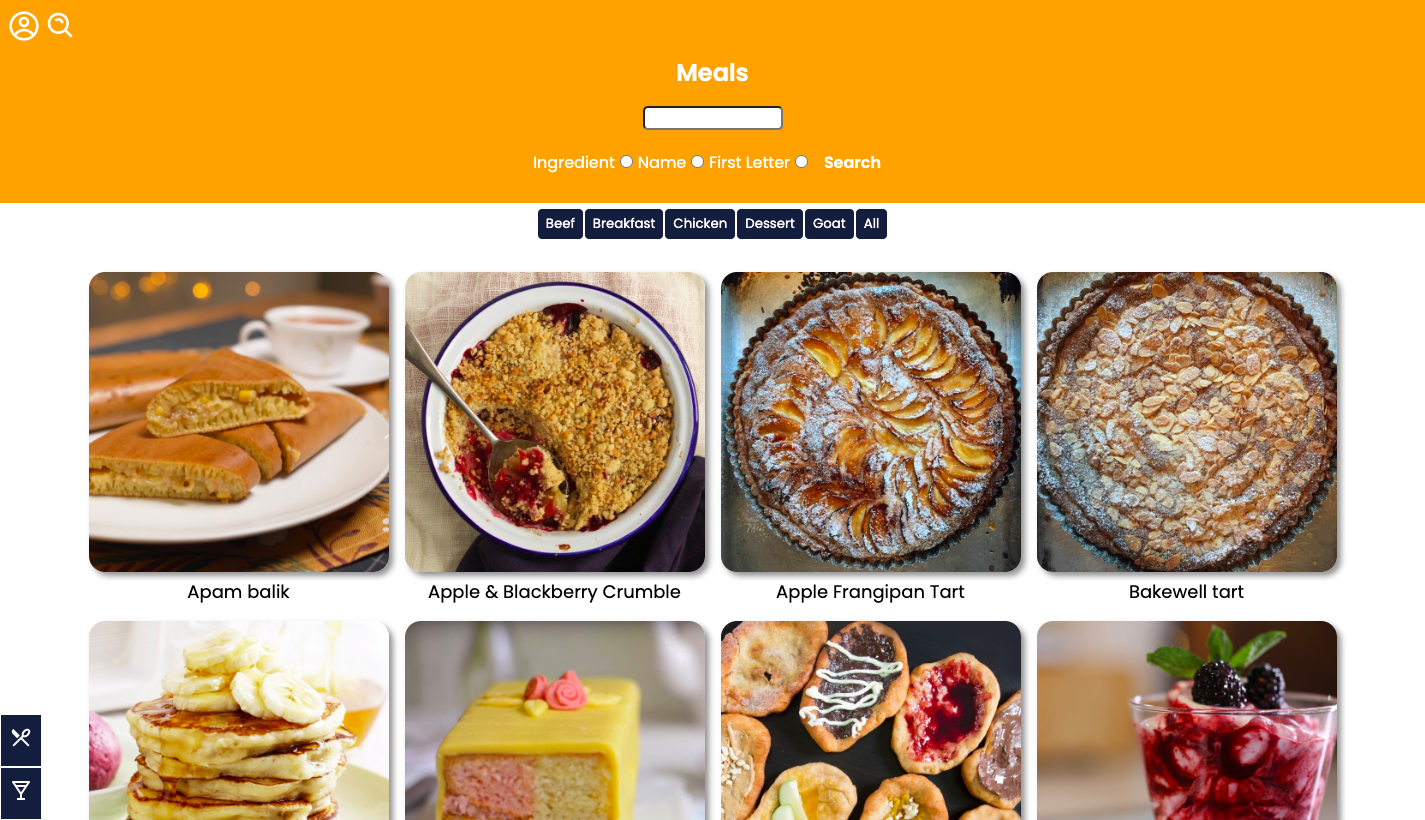 Meals
Ingredient Name First Letter Search
Beef Breakfast Chicken Dessert Goat All
Apam balik Apple & Blackberry Crumble Apple Frangipan Tart Bakewell tart